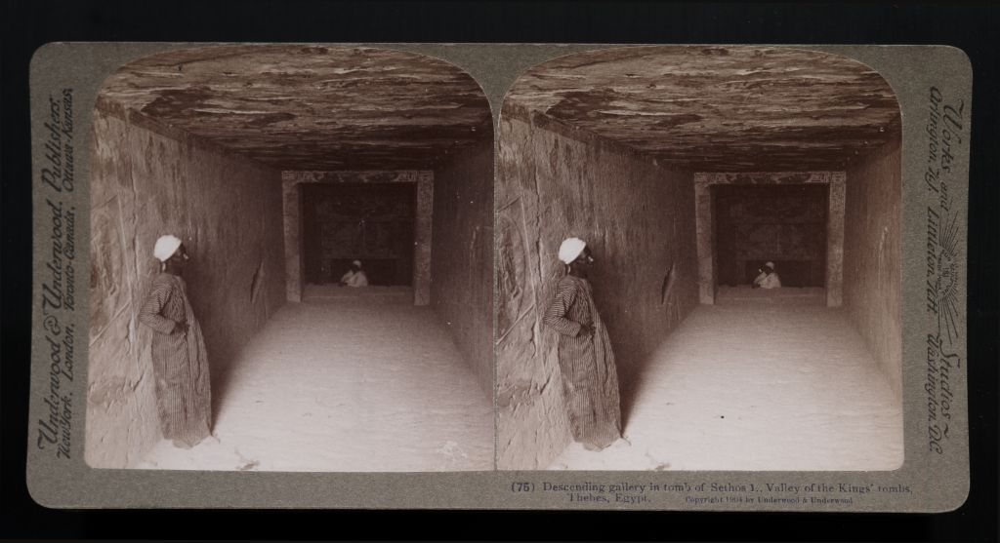 Underwood & Underwood, Publishers.
New York, London, Toronto-Canada, Ottawa-Kansas.
Works and Studios
Arlington, N.J. Littleton, N.H. Washington, D.C.
(75) Descending gallery in tomb of Sethos I., Valley of the Kings' tombs,
Thebes, Egypt. Copyright 1904 by Underwood & Underwood